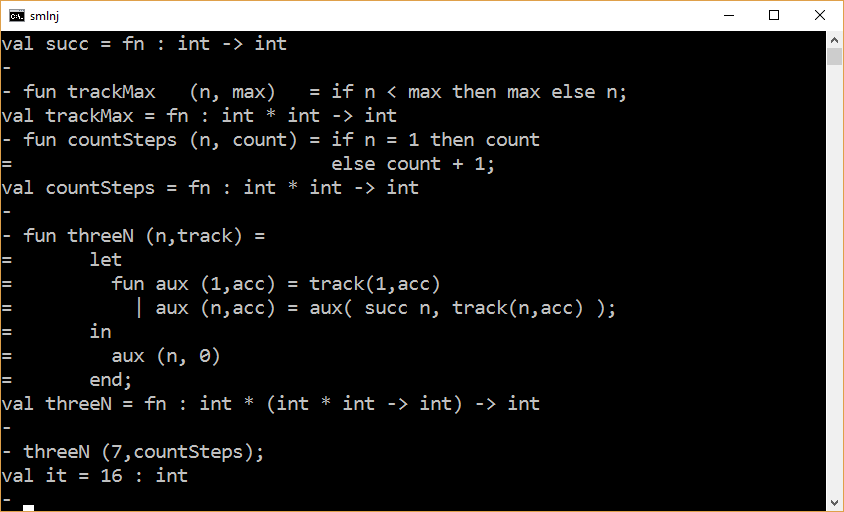 smlnj
val succ = fn : int -> int
-
- fun trackMax   (n, max)   = if n < max then max else n;
val trackMax = fn : int * int -> int
- fun countSteps (n, count) = if n = 1 then count
=                             else count + 1;
val countSteps = fn : int * int -> int
-
- fun threeN (n,track) =
=       let
=         fun aux (1,acc) = track(1,acc)
=           | aux (n,acc) = aux( succ n, track(n,acc) );
=       in
=         aux (n, 0)
=       end;
val threeN = fn : int * (int * int -> int) -> int
-
- threeN (7,countSteps);
val it = 16 : int
-